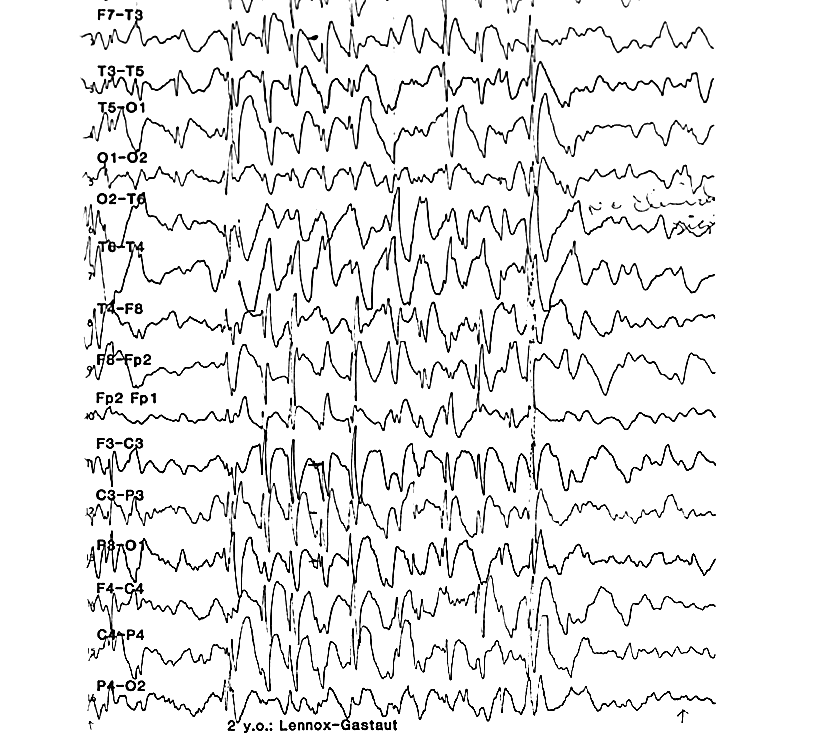 F7-T3
T3-T5
T5-O1
O1-O2
O2-T6
T6-T4
T4-F8
F8-Fp2
Fp2 Fp1
F3-C3
C3-P3
P3-O1
F4-C4
C4-P4
P4-O2
2 y.o.: Lennox-Gastaut